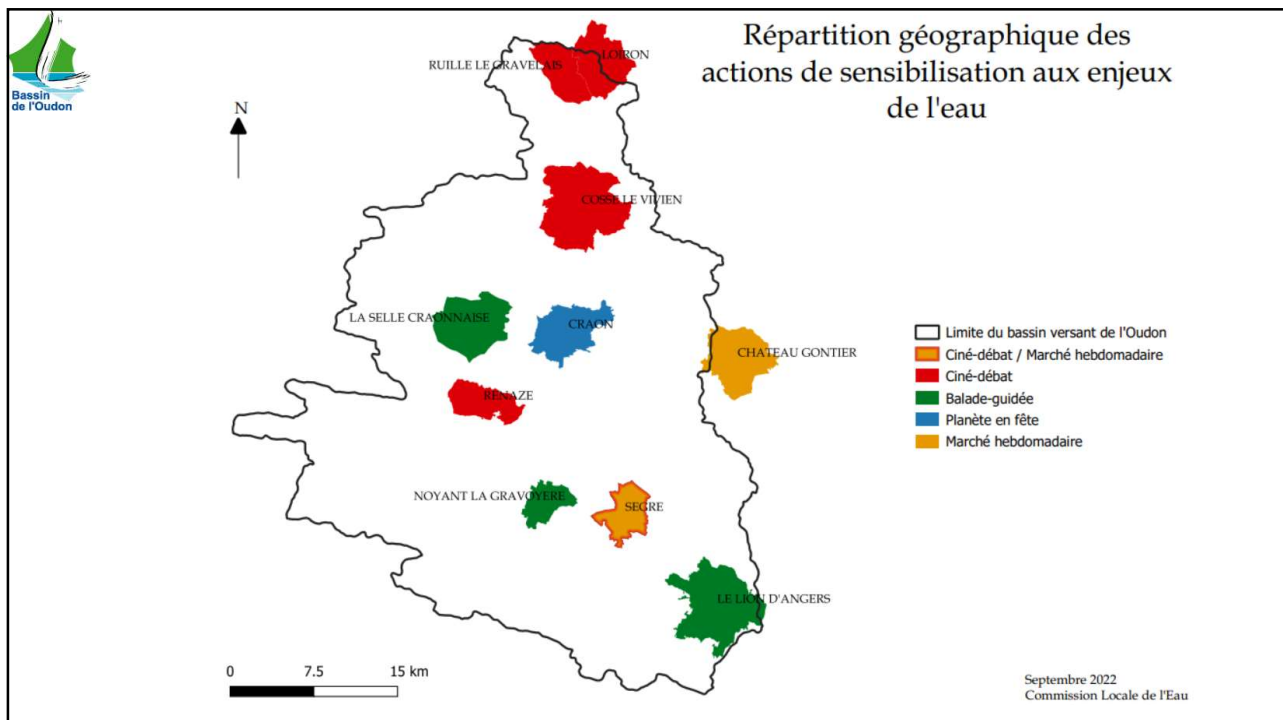 Bassin
de l'Oudon
Répartition géographique des
actions de sensibilisation aux enjeux
de l'eau
N
RUILLE LE GRAVELAIS
LOIRON
COSSE LE VIVIEN
LA SELLE CRAONNAISE
CRAON
CHATEAU GONTIER
RENAZE
NOYANT LA GRAVOYERE
SEGRE
LE LION D'ANGERS
Limite du bassin versant de l'Oudon
Ciné-débat / Marché hebdomadaire
Ciné-débat
Balade-guidée
Planète en fête
Marché hebdomadaire
0 7.5 15 km
Septembre 2022
Commission Locale de l'Eau